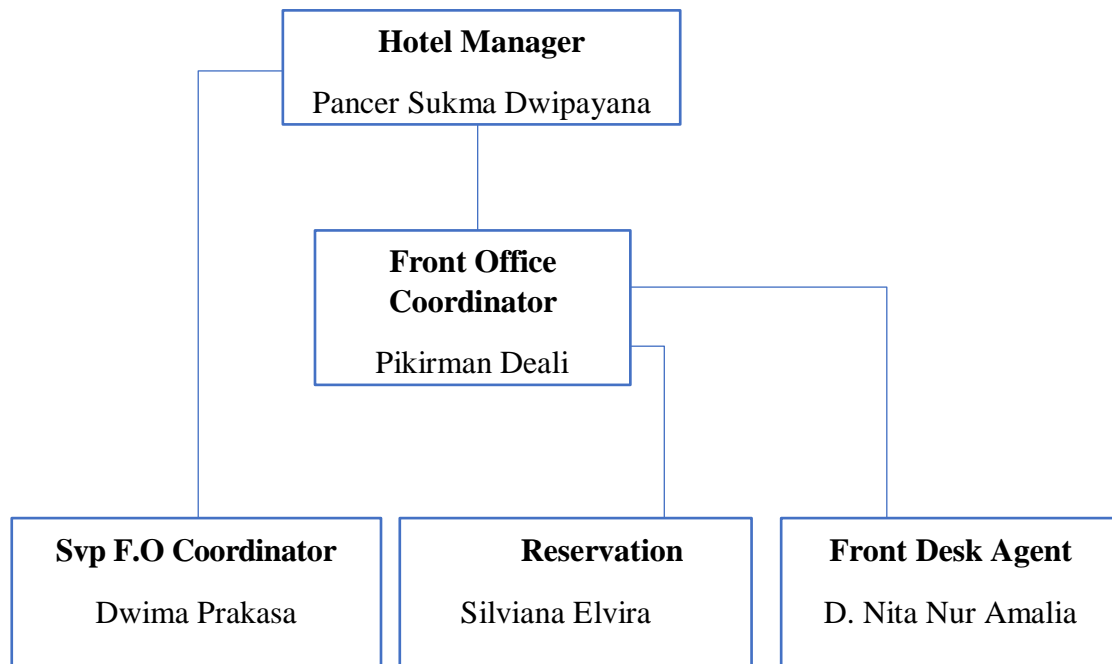 Hotel Manager
Pancer Sukma Dwipayana
Front Office
Coordinator
Pikirman Deali
Svp F.O Coordinator
Dwima Prakasa
Reservation
Silviana Elvira
Front Desk Agent
D. Nita Nur Amalia